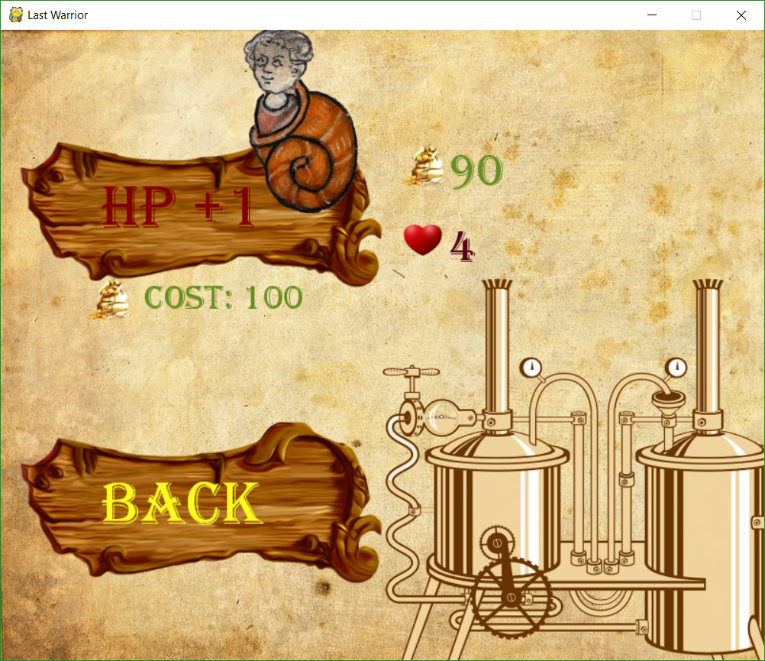 Last Warrior
HP +1
90
4
COST: 100
BACK